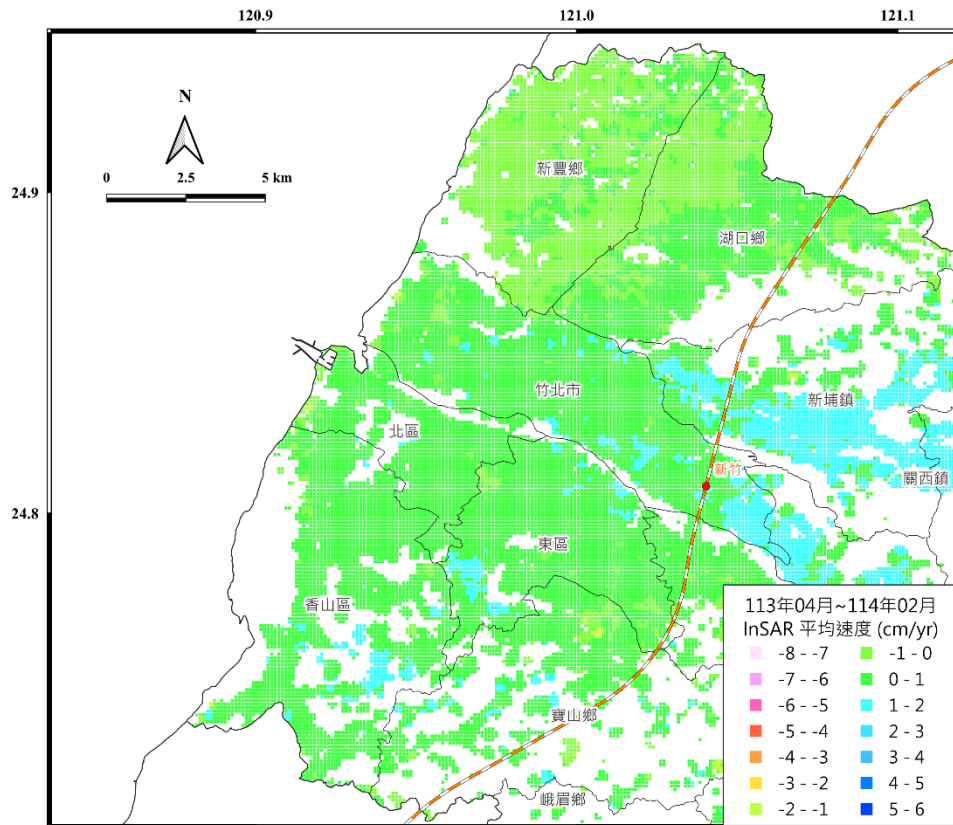 120.9
121.0
121.1
N
0 2.5 5 km
24.9
新豐鄉
湖口鄉
竹北市
新埔鎮
北區
新竹
關西鎮
24.8
東區
香山區
寶山鄉
峨眉鄉
113年04月~114年02月
InSAR 平均速度 (cm/yr)
-8 - -7 -1 - 0
-7 - -6 0 - 1
-6 - -5 1 - 2
-5 - -4 2 - 3
-4 - -3 3 - 4
-3 - -2 4 - 5
-2 - -1 5 - 6